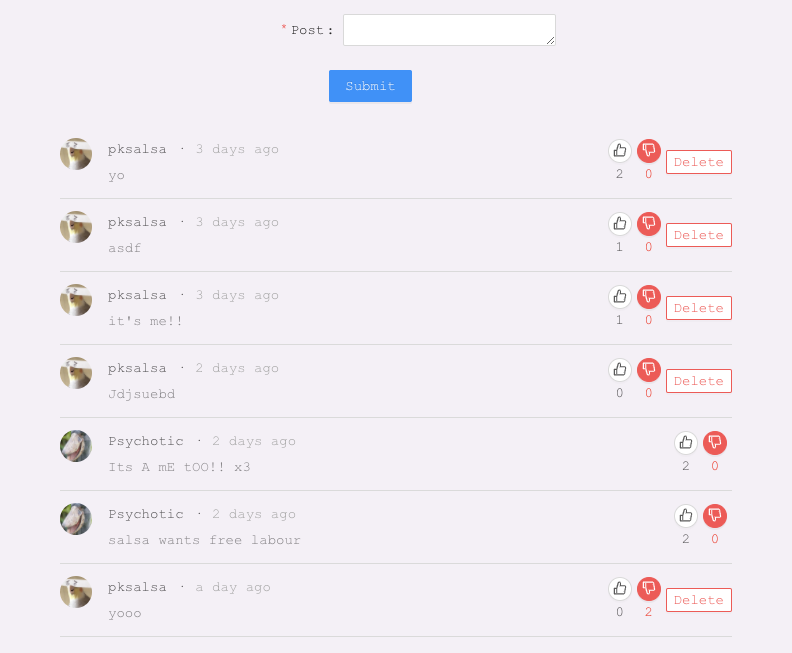 * Post:
Submit
pksalsa · 3 days ago
yo
2 0 Delete
pksalsa · 3 days ago
asdf
1 0 Delete
pksalsa · 3 days ago
it's me!!
1 0 Delete
pksalsa · 2 days ago
Jdjsuebd
0 0 Delete
Psychotic · 2 days ago
Its A mE tOO!! x3
2 0
Psychotic · 2 days ago
salsa wants free labour
2 0
pksalsa · a day ago
yooo
0 2 Delete